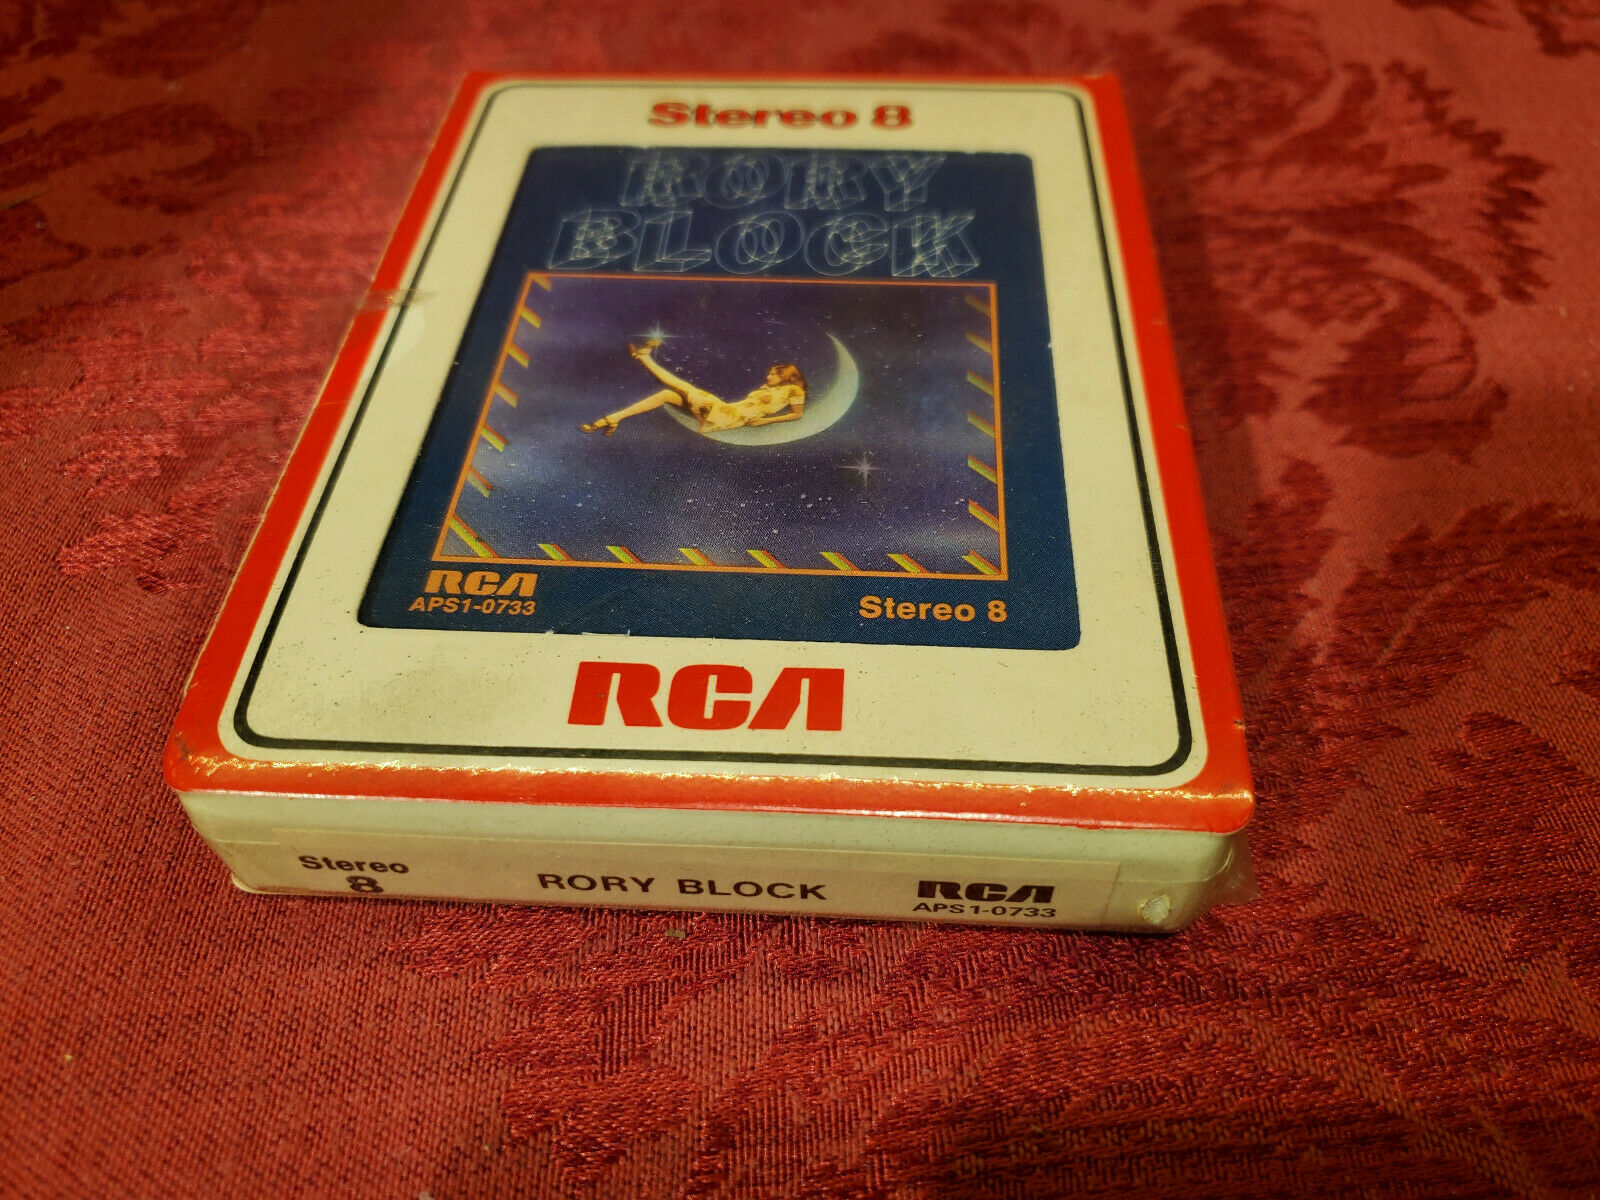 Stereo 8
RORY
BLOCK
RCA
APS1-0733
Stereo 8
RCA
Stereo
8
RORY BLOCK
RCA
APS1-0733